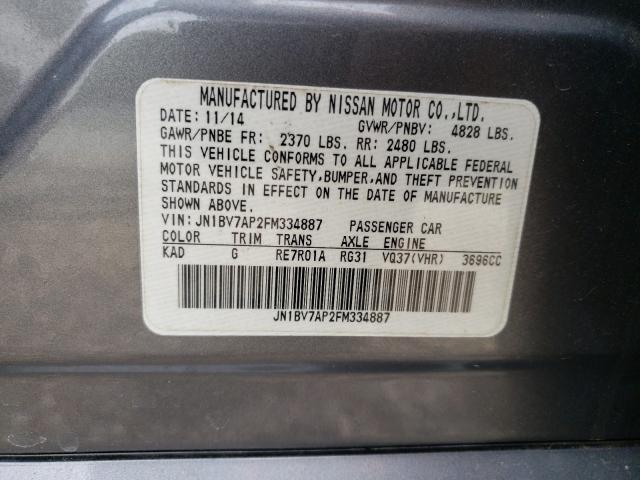 MANUFACTURED BY NISSAN MOTOR CO.,LTD.
DATE: 11/14 GVWR/PNBV: 4828 LBS.
GAWR/PNBE FR: 2370 LBS. RR: 2480 LBS.
THIS VEHICLE CONFORMS TO ALL APPLICABLE FEDERAL
MOTOR VEHICLE SAFETY,BUMPER,AND THEFT PREVENTION
STANDARDS IN EFFECT ON THE DATE OF MANUFACTURE
SHOWN ABOVE.
VIN: JN1BV7AP2FM334887 PASSENGER CAR
COLOR TRIM TRANS AXLE ENGINE
KAD G RE7R01A RG31 VQ37(VHR) 3696CC
JN1BV7AP2FM334887